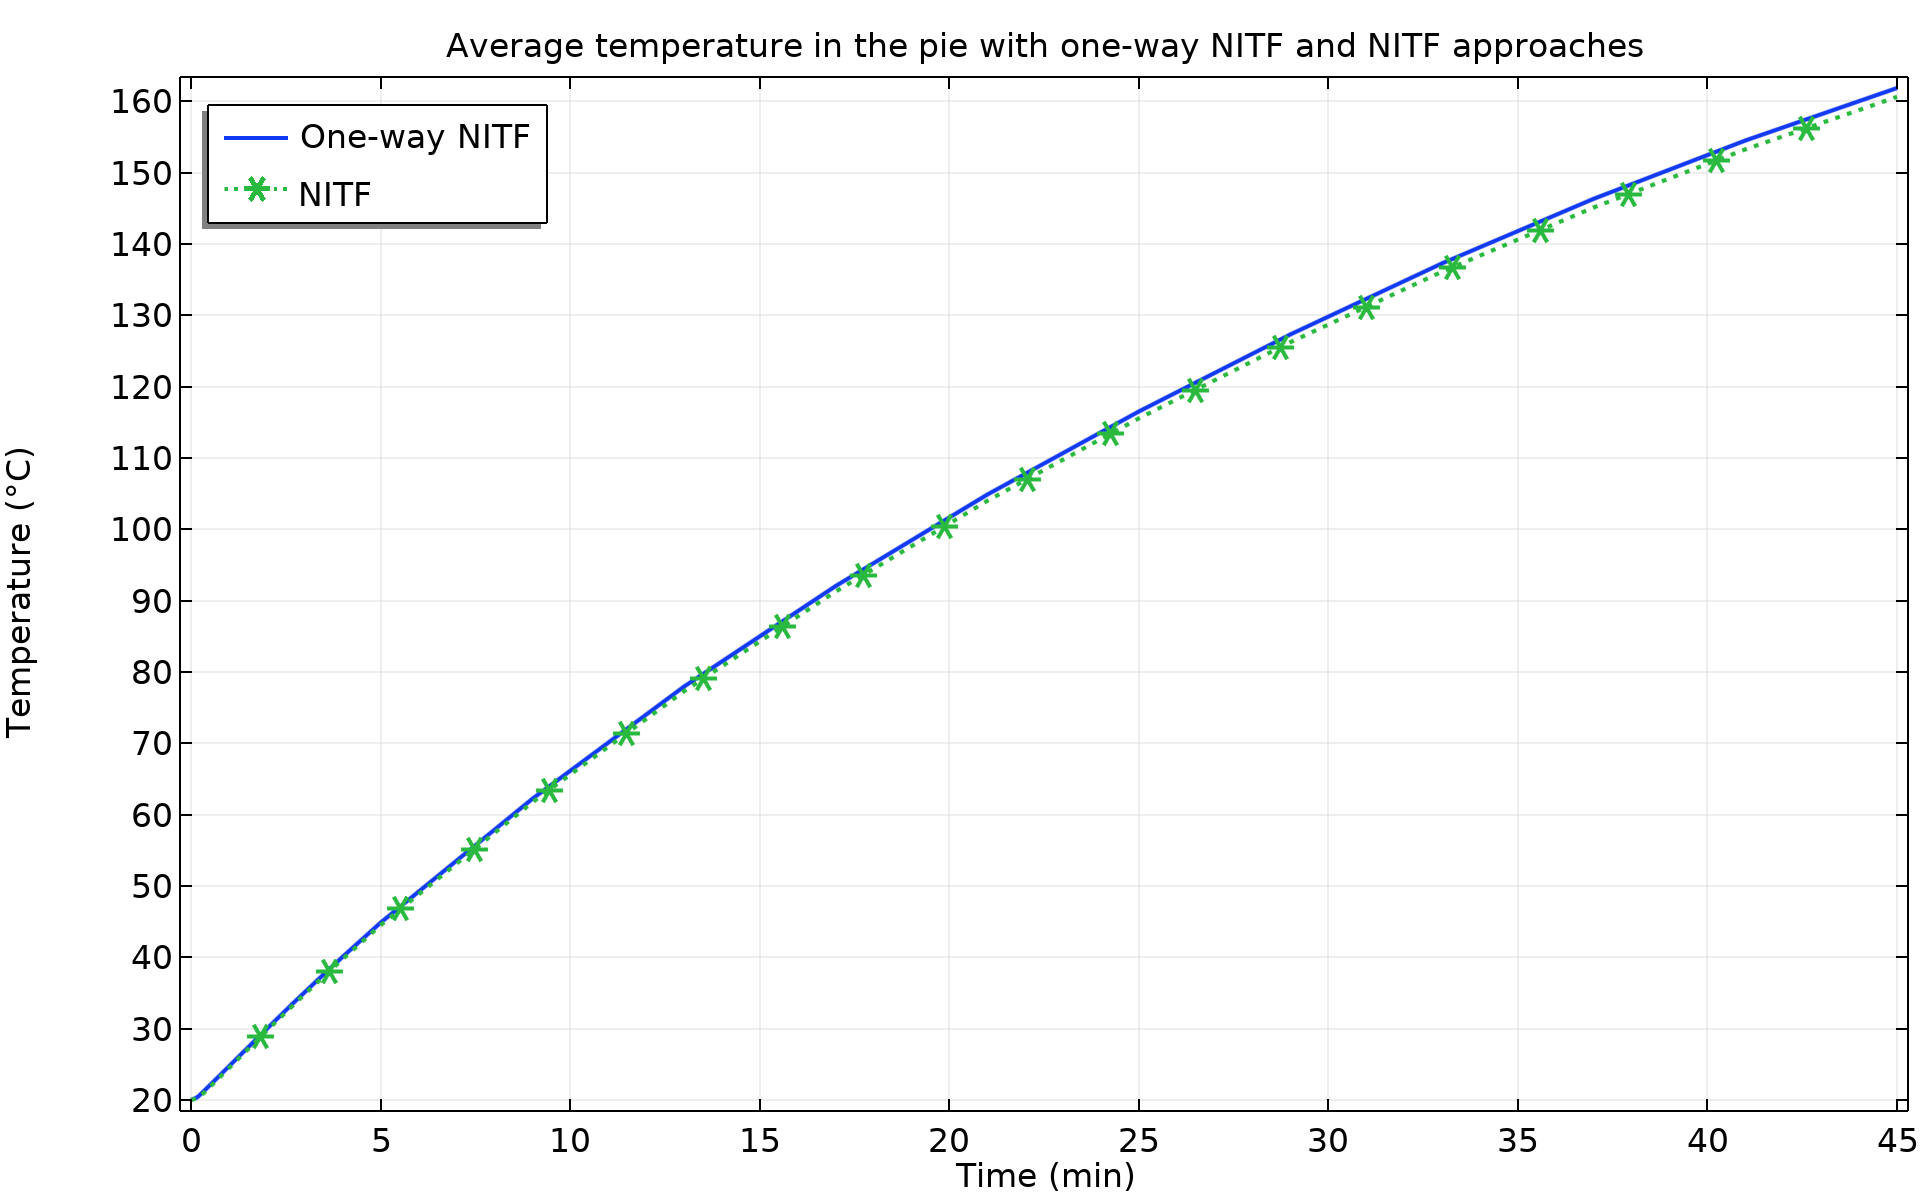 Average temperature in the pie with one-way NITF and NITF approaches
One-way NITF
NITF
Temperature (°C)
160
150
140
130
120
110
100
90
80
70
60
50
40
30
20
0 5 10 15 20 25 30 35 40 45
Time (min)